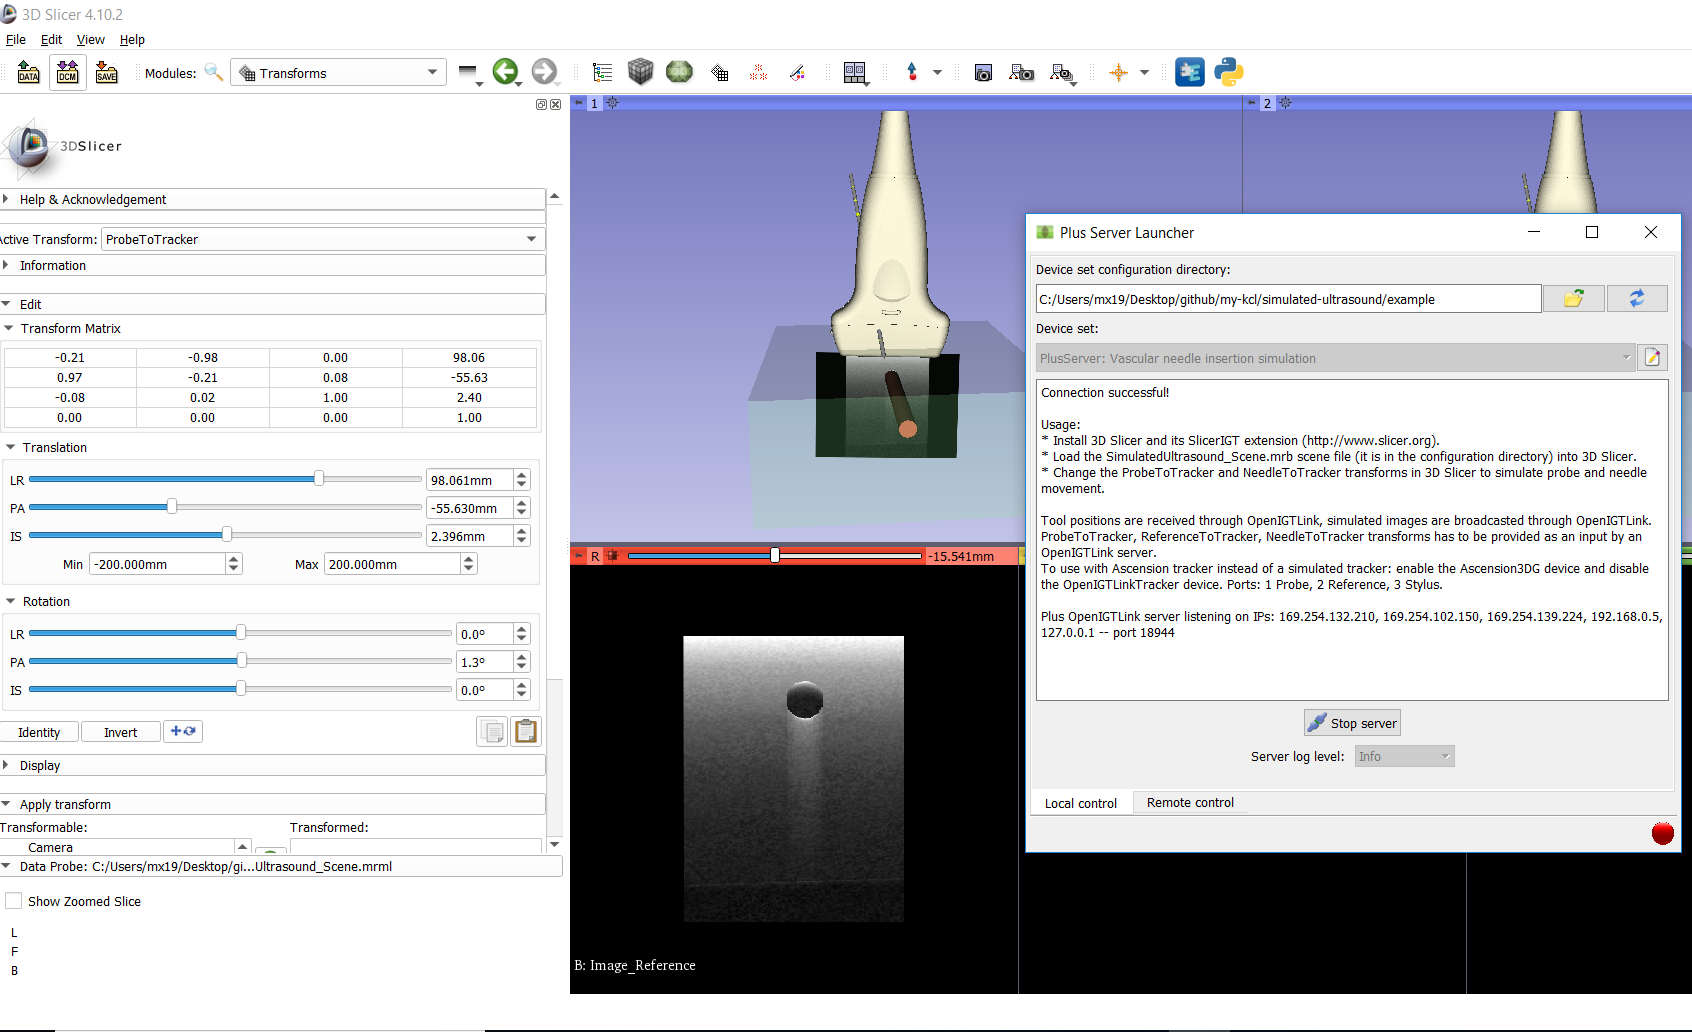 3D Slicer 4.10.2
File Edit View Help
DATA DCM SAVE Modules: Transforms
3DSlicer
Help & Acknowledgement
Active Transform: ProbeToTracker
Information
Edit
Transform Matrix
-0.21 -0.98 0.00 98.06
0.97 -0.21 0.08 -55.63
-0.08 0.02 1.00 2.40
0.00 0.00 0.00 1.00
Translation
LR 98.061mm
PA -55.630mm
IS 2.396mm
Min -200.000mm Max 200.000mm
Rotation
LR 0.0°
PA 1.3°
IS 0.0°
Identity Invert
Display
Apply transform
Transformable: Transformed:
Camera
Data Probe: C:/Users/mx19/Desktop/gi...Ultrasound_Scene.mrml
Show Zoomed Slice
L
F
B
1
2
R -15.541mm
B: Image_Reference
Plus Server Launcher
Device set configuration directory:
C:/Users/mx19/Desktop/github/my-kcl/simulated-ultrasound/example
Device set:
PlusServer: Vascular needle insertion simulation
Connection successful!
Usage:
* Install 3D Slicer and its SlicerIGT extension (http://www.slicer.org).
* Load the SimulatedUltrasound_Scene.mrb scene file (it is in the configuration directory) into 3D Slicer.
* Change the ProbeToTracker and NeedleToTracker transforms in 3D Slicer to simulate probe and needle
movement.
Tool positions are received through OpenIGTLink, simulated images are broadcasted through OpenIGTLink.
ProbeToTracker, ReferenceToTracker, NeedleToTracker transforms has to be provided as an input by an
OpenIGTLink server.
To use with Ascension tracker instead of a simulated tracker: enable the Ascension3DG device and disable
the OpenIGTLinkTracker device. Ports: 1 Probe, 2 Reference, 3 Stylus.
Plus OpenIGTLink server listening on IPs: 169.254.132.210, 169.254.102.150, 169.254.139.224, 192.168.0.5,
127.0.0.1 -- port 18944
Stop server
Server log level: Info
Local control Remote control